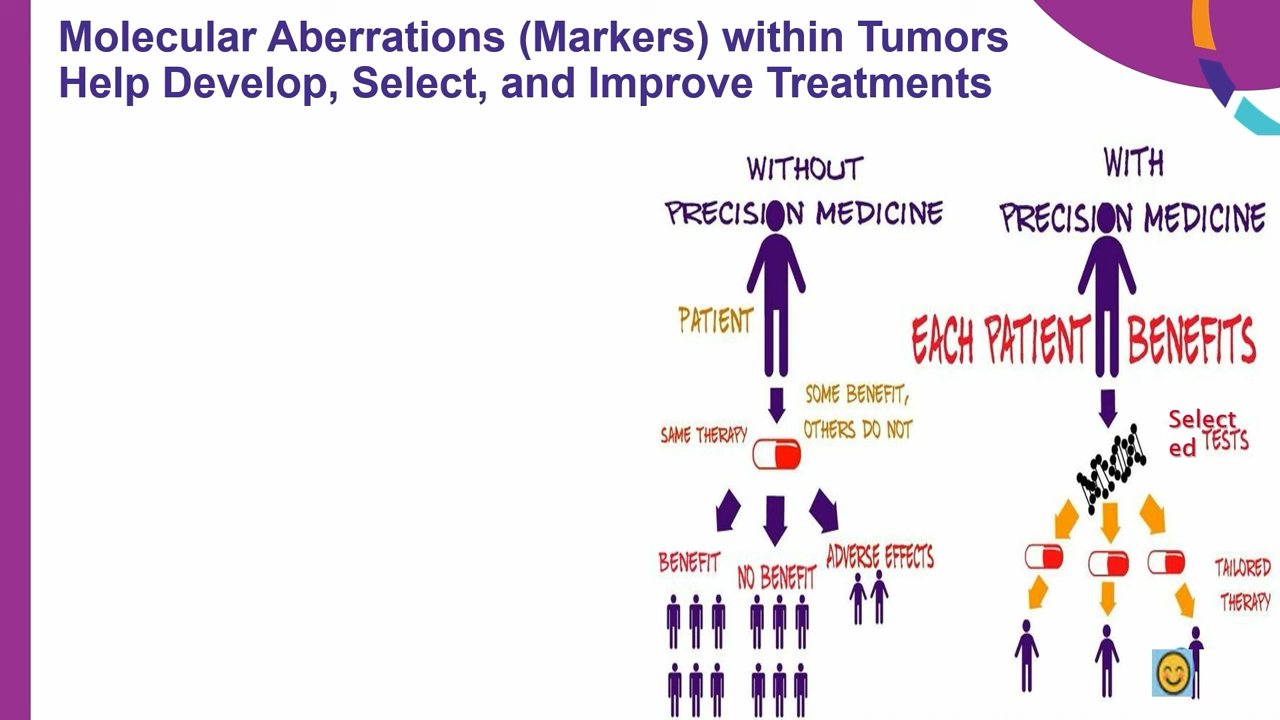 Molecular Aberrations (Markers) within Tumors
Help Develop, Select, and Improve Treatments
WITHOUT
PRECISION MEDICINE
PATIENT
SOME BENEFIT,
OTHERS DO NOT
SAME THERAPY
BENEFIT
NO BENEFIT
ADVERSE EFFECTS
WITH
PRECISION MEDICINE
EACH PATIENT BENEFITS
Select
ed TESTS
TAILORED
THERAPY